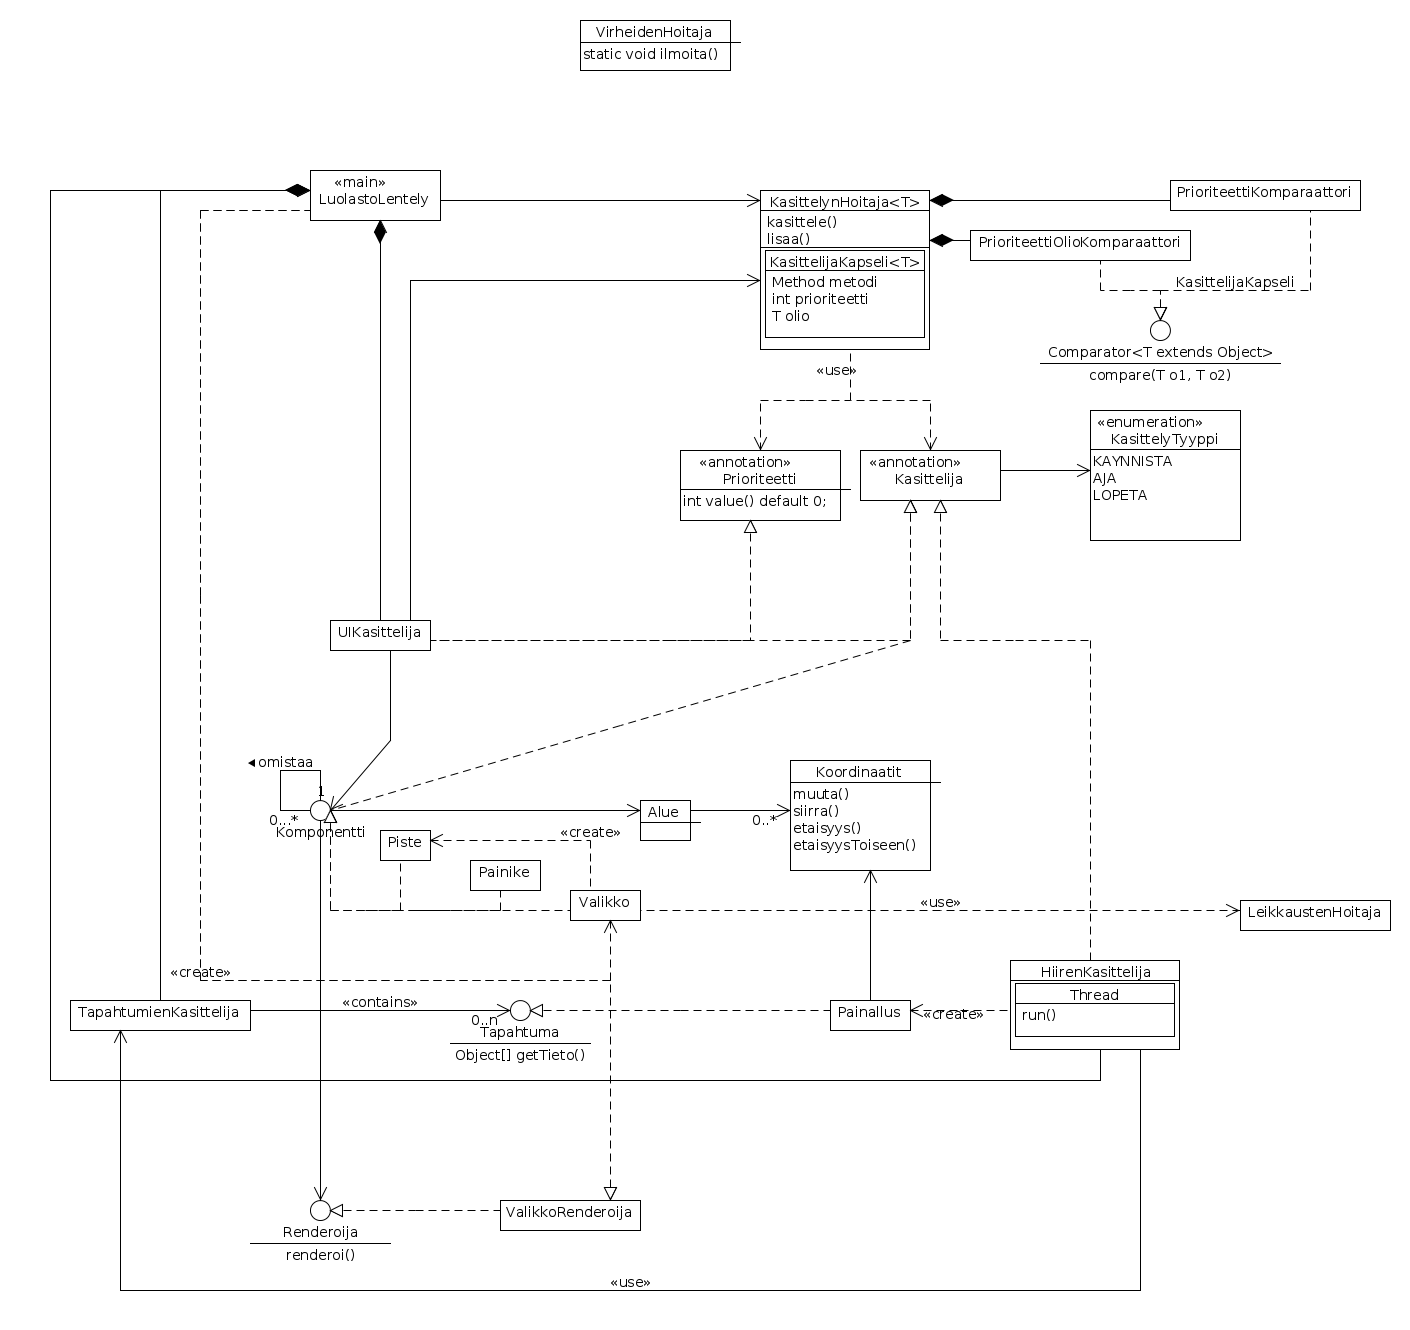 VirheidenHoitaja
static void ilmoita()
«main»
LuolastoLentely
KasittelynHoitaja<T>
kasittele()
lisaa()
KasittelijaKapseli<T>
Method metodi
int prioriteetti
T olio
PrioriteettiKomparaattori
PrioriteettiOlioKomparaattori
KasittelijaKapseli
Comparator<T extends Object>
compare(T o1, T o2)
«use»
«annotation»
Prioriteetti
int value() default 0;
«annotation»
Kasittelija
«enumeration»
KasittelyTyyppi
KAYNNISTA
AJA
LOPETA
UIKasittelija
omistaa
1
0...*
Komponentti
Alue
0..*
Koordinaatit
muuta()
siirra()
etaisyys()
etaisyysToiseen()
Piste
«create»
Painike
Valikko
«use»
LeikkaustenHoitaja
«create»
TapahtumienKasittelija
«contains»
0..n
Tapahtuma
Object[] getTieto()
Painallus
«create»
HiirenKasittelija
Thread
run()
Renderoija
renderoi()
ValikkoRenderoija
«use»